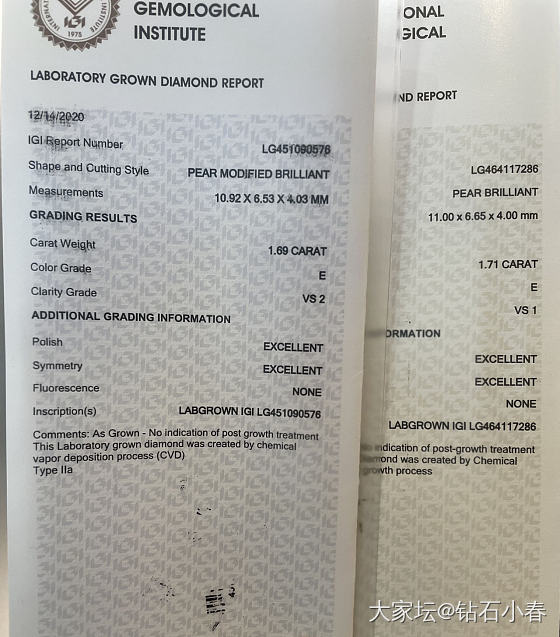 1975
GEMOLOGICAL
INSTITUTE
LABORATORY GROWN DIAMOND REPORT
12/14/2020
IGI Report Number LG451090576
Shape and Cutting Style PEAR MODIFIED BRILLIANT
Measurements 10.92 X 6.53 X 4.03 MM
GRADING RESULTS
Carat Weight 1.69 CARAT
Color Grade E
Clarity Grade VS 2
ADDITIONAL GRADING INFORMATION
Polish EXCELLENT
Symmetry EXCELLENT
Fluorescence NONE
Inscription(s) LABGROWN IGI LG451090576
Comments: As Grown - No indication of post growth treatment
This Laboratory grown diamond was created by chemical
vapor deposition process (CVD)
Type IIa
ONAL
GICAL
ND REPORT
LG464117286
PEAR BRILLIANT
11.00 x 6.65 x 4.00 mm
1.71 CARAT
E
VS 1
ORMATION
EXCELLENT
EXCELLENT
NONE
LABGROWN IGI LG464117286
No indication of post-growth treatment
amond was created by Chemical
growth process
大家坛@钻石小春